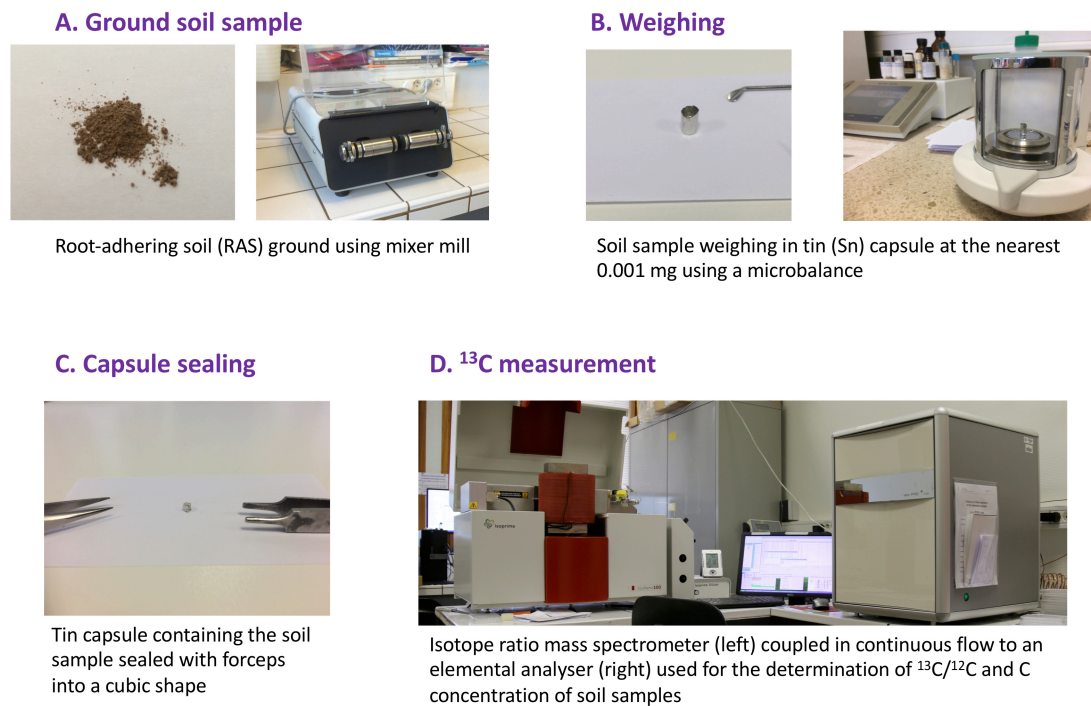 A. Ground soil sample
B. Weighing
Root-adhering soil (RAS) ground using mixer mill
Soil sample weighing in tin (Sn) capsule at the nearest
0.001 mg using a microbalance
C. Capsule sealing
D. ¹³C measurement
isoprime
Tin capsule containing the soil
sample sealed with forceps
into a cubic shape
Isotope ratio mass spectrometer (left) coupled in continuous flow to an
elemental analyser (right) used for the determination of ¹³C/¹²C and C
concentration of soil samples